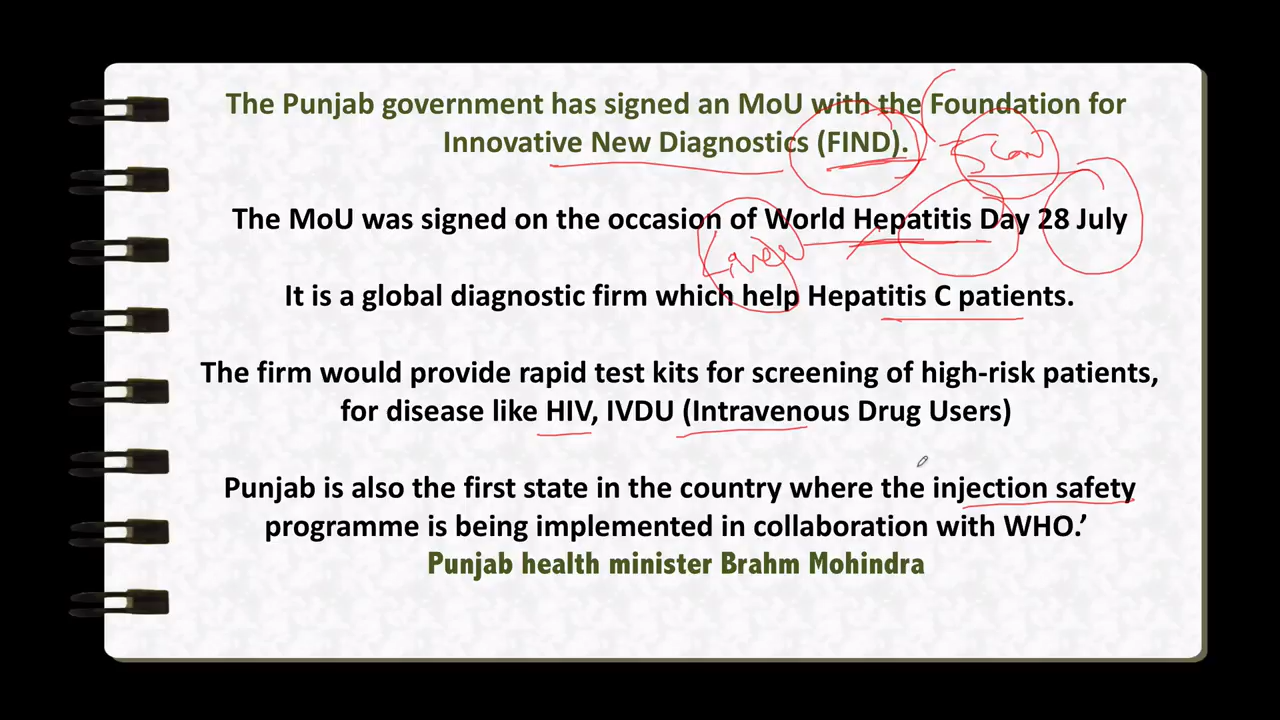 The Punjab government has signed an MoU with the Foundation for
Innovative New Diagnostics (FIND).
The MoU was signed on the occasion of World Hepatitis Day 28 July
It is a global diagnostic firm which help Hepatitis C patients.
The firm would provide rapid test kits for screening of high-risk patients,
for disease like HIV, IVDU (Intravenous Drug Users)
Punjab is also the first state in the country where the injection safety
programme is being implemented in collaboration with WHO.’
Punjab health minister Brahm Mohindra